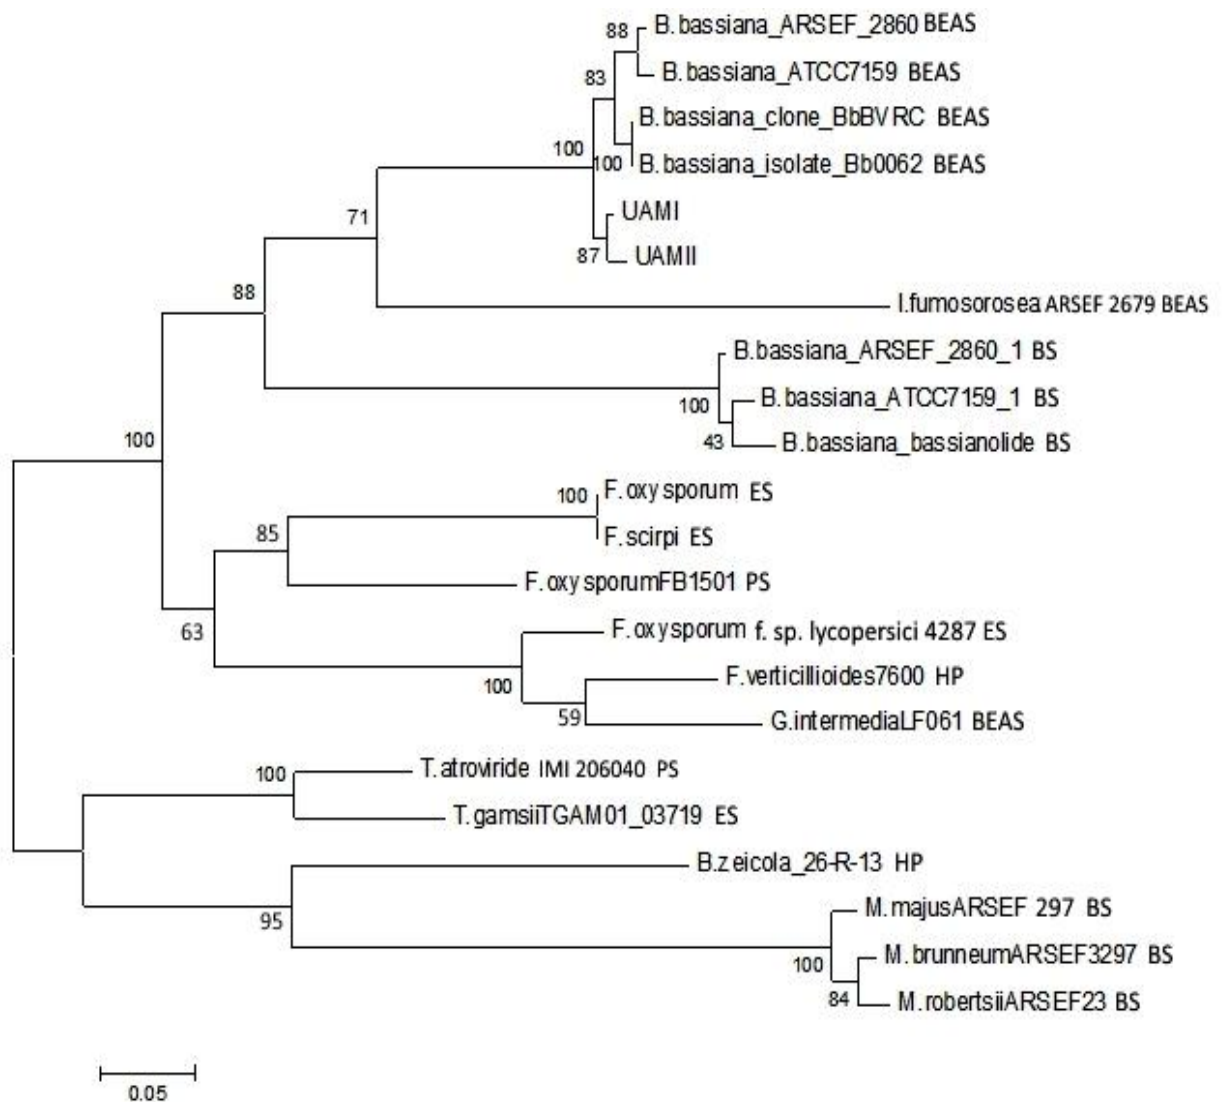 88
B.bassiana_ARSEF_2860 BEAS
83
B.bassiana_ATCC7159 BEAS
B.bassiana_clone_BbBVRC BEAS
100
100
B.bassiana_isolate_Bb0062 BEAS
71
UAMI
87
UAMII
88
I.fumosorosea ARSEF 2679 BEAS
B.bassiana_ARSEF_2860_1 BS
100
B.bassiana_ATCC7159_1 BS
100
43
B.bassiana_bassianolide BS
100
F.oxysporum ES
85
F.scirpi ES
F.oxysporumFB1501 PS
63
F.oxysporum f. sp. lycopersici 4287 ES
100
F.verticillioides7600 HP
59
G.intermediaLF061 BEAS
100
T.atroviride IMI 206040 PS
T.gamsiiTGAM01_03719 ES
B.zeicola_26-R-13 HP
95
M.majusARSEF 297 BS
100
M.brunneumARSEF3297 BS
84
M.robertsiiARSEF23 BS
0.05